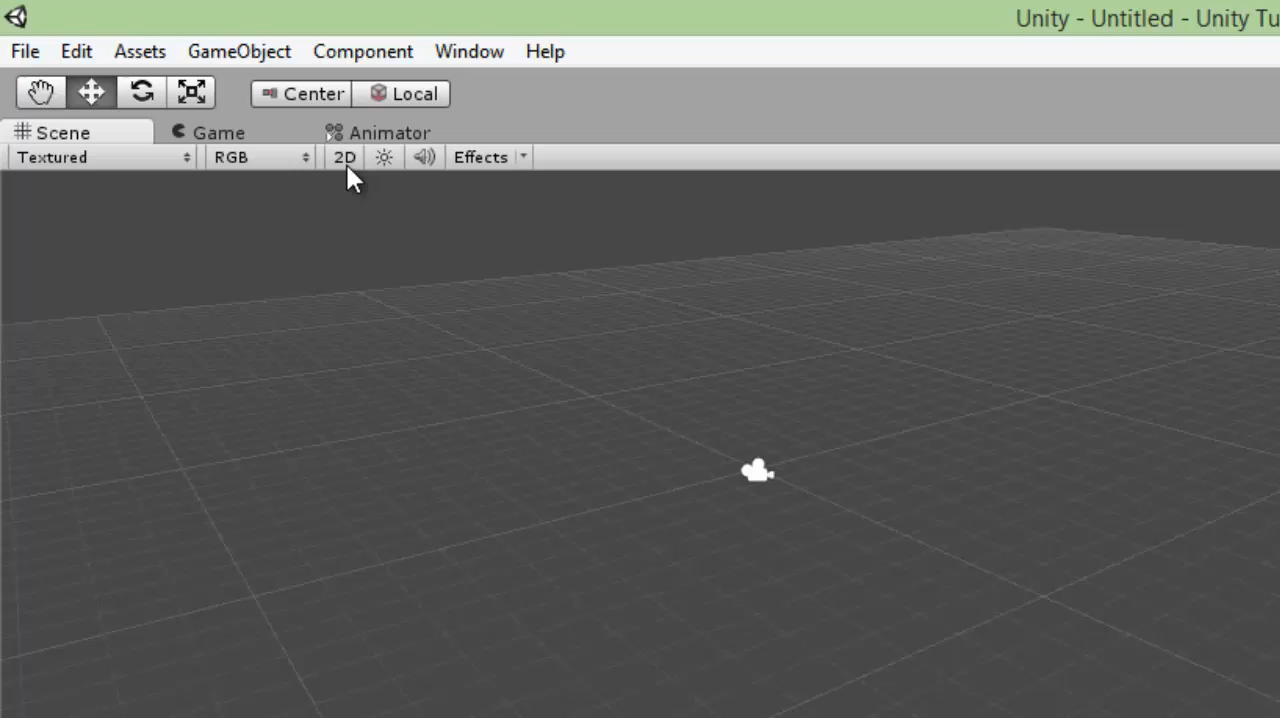 Unity - Untitled - Unity Tu
File Edit Assets GameObject Component Window Help
Center Local
Scene Game Animator
Textured RGB 2D Effects